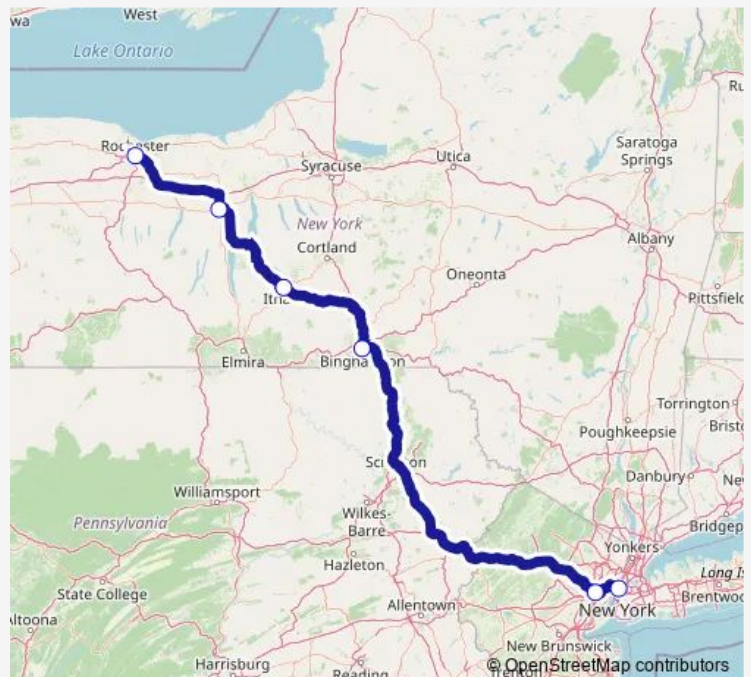 West
Lake Ontario
Rochester
Syracuse
Utica
Saratoga
Springs
New York
Cortland
Albany
Oneonta
Pittsfield
Elmira
Torrington
Poughkeepsie
Danbury
Williamsport
Wilkes-
Barre
Pennsylvania
Yonkers
Hazleton
State College
Allentown
New York
Altoona
New Brunswick
Harrisburg
Reading
© OpenStreetMap contributors